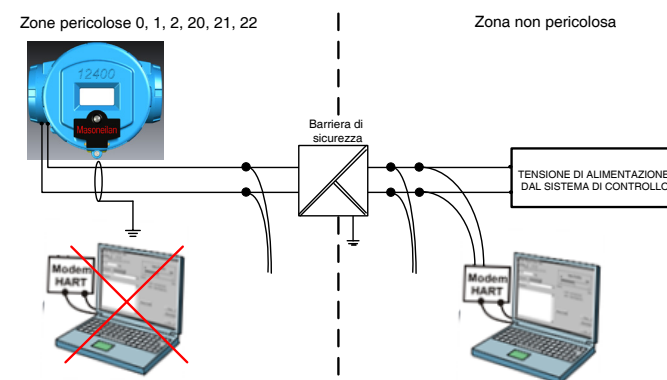 Zone pericolose 0, 1, 2, 20, 21, 22
Zona non pericolosa
12400
Masoneilan
Barriera di
sicurezza
TENSIONE DI ALIMENTAZIONE
DAL SISTEMA DI CONTROLLO
Modem
HART
Modem
HART